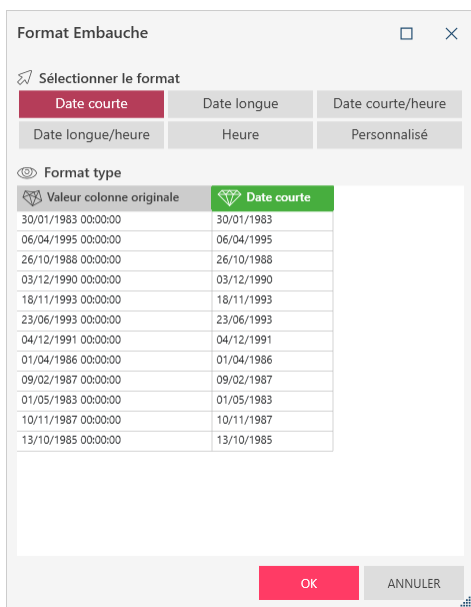 Format Embauche
Sélectionner le format
Date courte Date longue Date courte/heure
Date longue/heure Heure Personnalisé
Format type
Valeur colonne originale Date courte
30/01/1983 00:00:00 30/01/1983
06/04/1995 00:00:00 06/04/1995
26/10/1988 00:00:00 26/10/1988
03/12/1990 00:00:00 03/12/1990
18/11/1993 00:00:00 18/11/1993
23/06/1993 00:00:00 23/06/1993
04/12/1991 00:00:00 04/12/1991
01/04/1986 00:00:00 01/04/1986
09/02/1987 00:00:00 09/02/1987
01/05/1983 00:00:00 01/05/1983
10/11/1987 00:00:00 10/11/1987
13/10/1985 00:00:00 13/10/1985
OK ANNULER